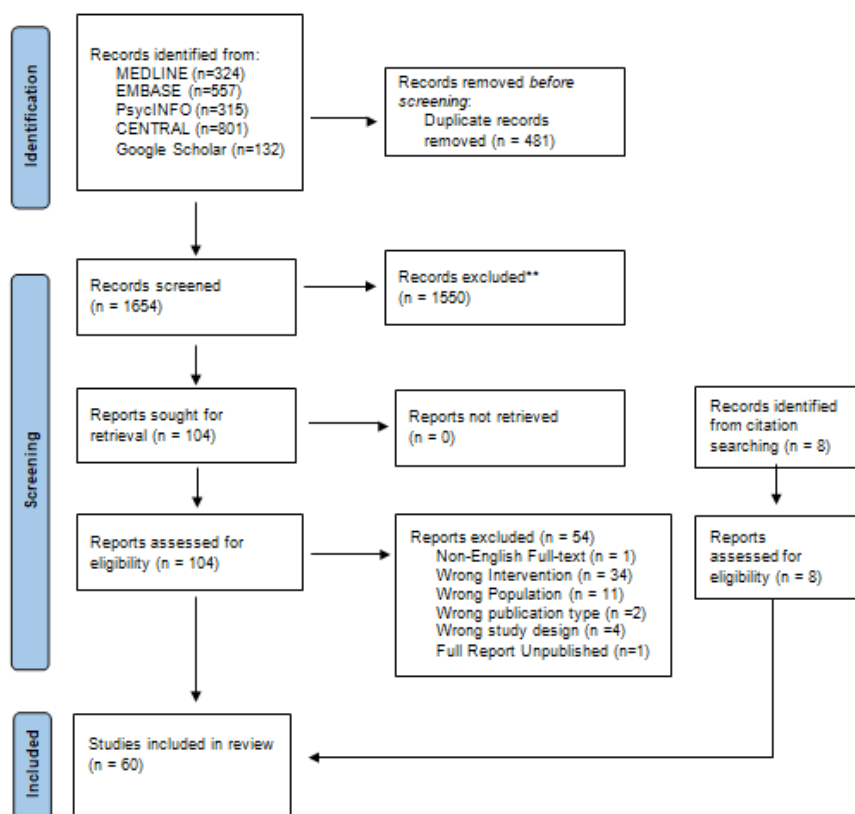 Identification
Records identified from:
MEDLINE (n=324)
EMBASE (n=557)
PsycINFO (n=315)
CENTRAL (n=801)
Google Scholar (n=132)
Records removed before
screening:
Duplicate records
removed (n = 481)
Screening
Records screened
(n = 1654)
Records excluded**
(n = 1550)
Reports sought for
retrieval (n = 104)
Reports not retrieved
(n = 0)
Records identified
from citation
searching (n = 8)
Reports assessed for
eligibility (n = 104)
Reports excluded (n = 54)
Non-English Full-text (n = 1)
Wrong Intervention (n = 34)
Wrong Population (n = 11)
Wrong publication type (n =2)
Wrong study design (n =4)
Full Report Unpublished (n=1)
Reports
assessed for
eligibility (n = 8)
Included
Studies included in review
(n = 60)